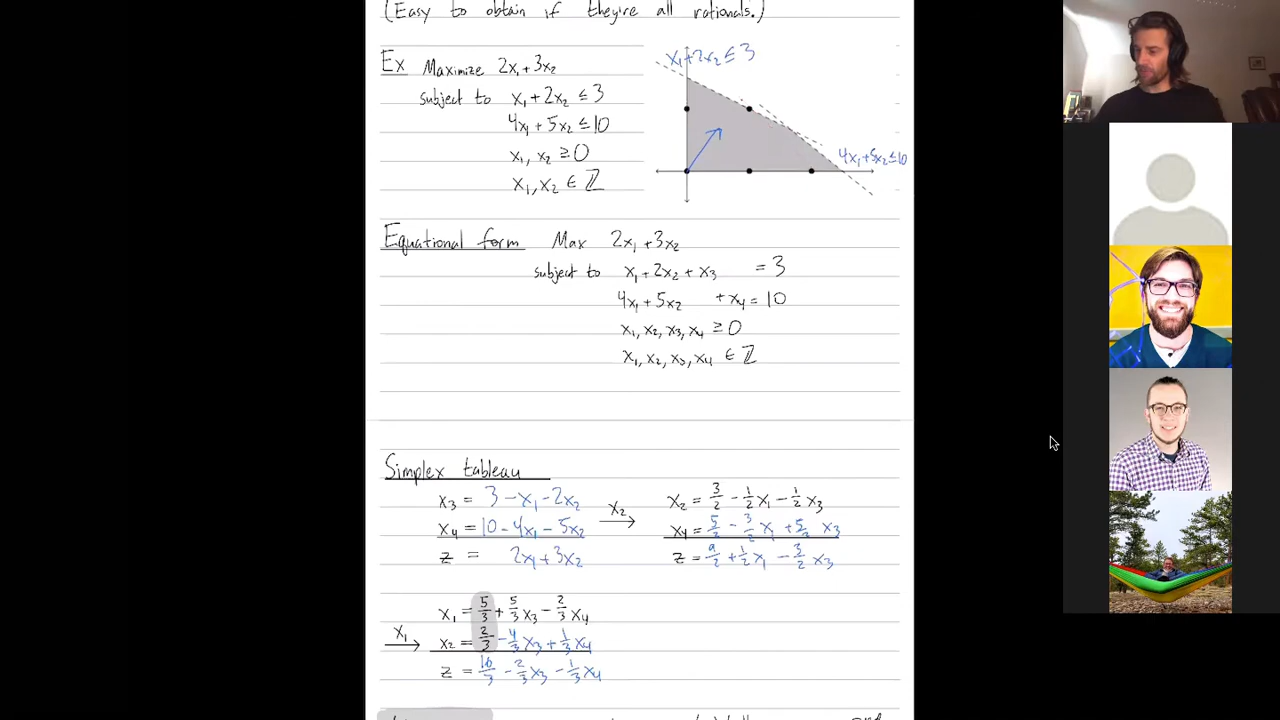 (Easy to obtain if they're all rationals.)
Ex Maximize 2x₁+3x₂
subject to x₁+2x₂ ≤ 3
4x₁+5x₂ ≤ 10
x₁, x₂ ≥ 0
x₁, x₂ ∈ ℤ
x₁+2x₂ ≤ 3
4x₁+5x₂ ≤ 10
Equational form Max 2x₁+3x₂
subject to x₁+2x₂+x₃ = 3
4x₁+5x₂ +x₄ = 10
x₁, x₂, x₃, x₄ ≥ 0
x₁, x₂, x₃, x₄ ∈ ℤ
Simplex tableau
x₃ = 3 - x₁ - 2x₂
x₄ = 10 - 4x₁ - 5x₂
z = 2x₁+3x₂
x₂ →
x₂ = 3/2 - 1/2 x₁ - 1/2 x₃
x₄ = 5/2 - 3/2 x₁ + 5/2 x₃
z = 9/2 + 1/2 x₁ - 3/2 x₃
x₁ →
x₁ = 5/3 + 5/3 x₃ - 2/3 x₄
x₂ = 2/3 - 4/3 x₃ + 1/3 x₄
z = 16/3 - 2/3 x₃ - 1/3 x₄